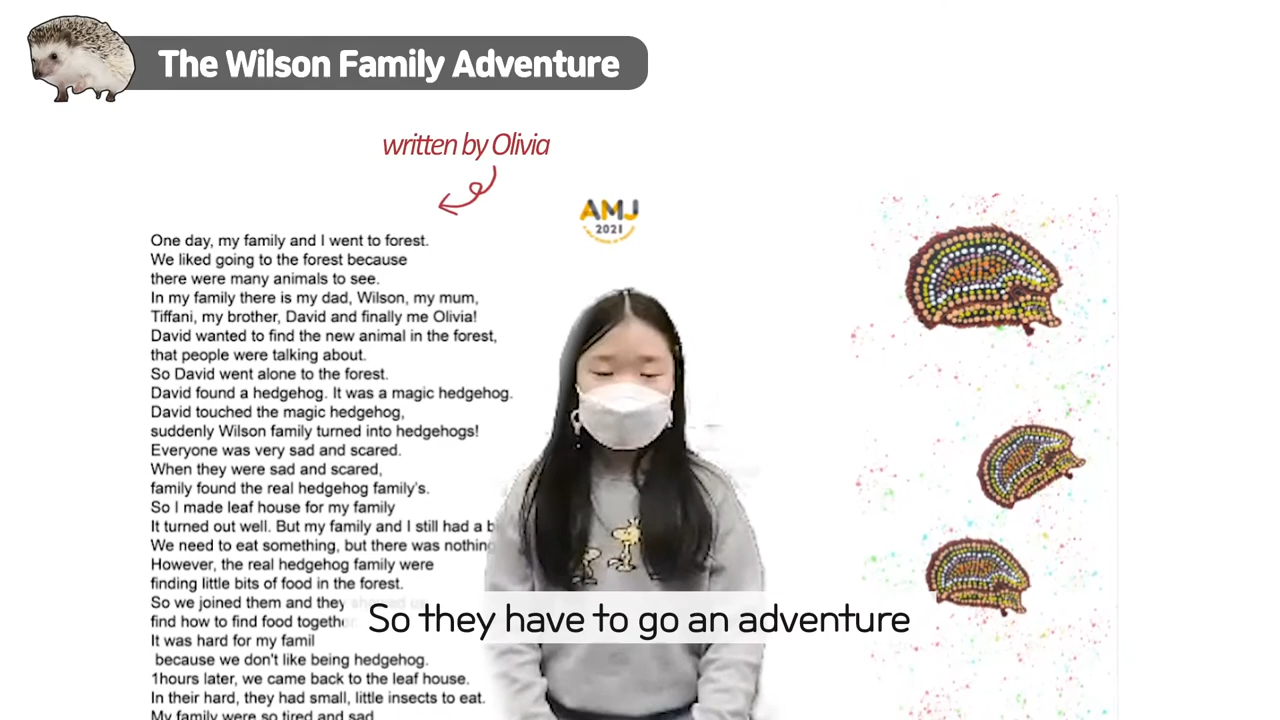 The Wilson Family Adventure
written by Olivia
AMJ
2021
One day, my family and I went to forest.
We liked going to the forest because
there were many animals to see.
In my family there is my dad, Wilson, my mum,
Tiffani, my brother, David and finally me Olivia!
David wanted to find the new animal in the forest,
that people were talking about.
So David went alone to the forest.
David found a hedgehog. It was a magic hedgehog.
David touched the magic hedgehog,
suddenly Wilson family turned into hedgehogs!
Everyone was very sad and scared.
When they were sad and scared,
family found the real hedgehog family's.
So I made leaf house for my family
It turned out well. But my family and I still had a
We need to eat something, but there was
However, the real hedgehog family were
finding little bits of food in the forest.
So we joined them and they
find how to find food
It was hard for my
because we don't like being hedgehog.
1hours later, we came back to the leaf house.
In their hard, they had small, little insects to eat.
My family were so tired and sad
So they have to go an adventure